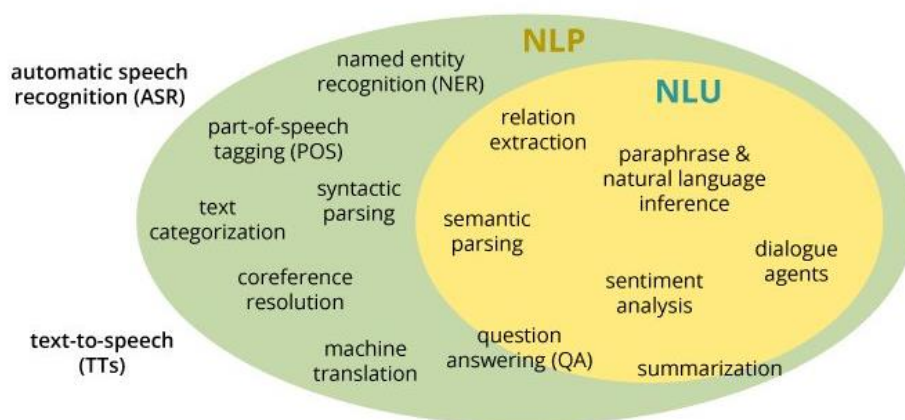 NLP
NLU
automatic speech
recognition (ASR)
named entity
recognition (NER)
relation
extraction
part-of-speech
tagging (POS)
paraphrase &
natural language
inference
syntactic
parsing
text
categorization
semantic
parsing
dialogue
agents
coreference
resolution
sentiment
analysis
text-to-speech
(TTs)
machine
translation
question
answering (QA)
summarization